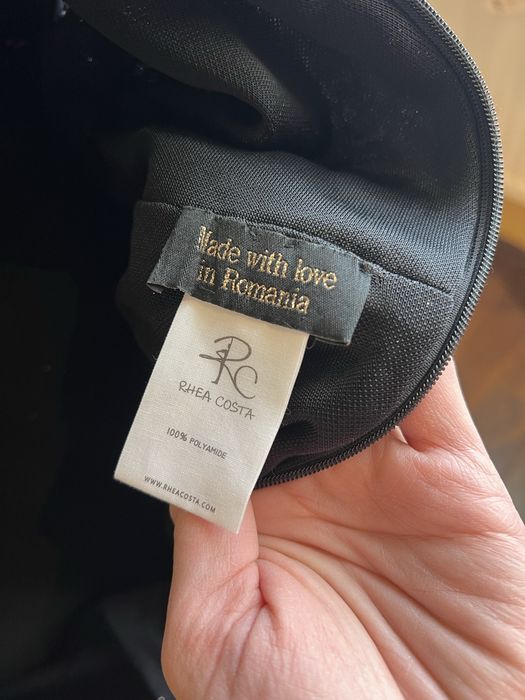 Made with love
in Romania
RC
RHEA COSTA
100% POLYAMIDE
WWW.RHEACOSTA.COM